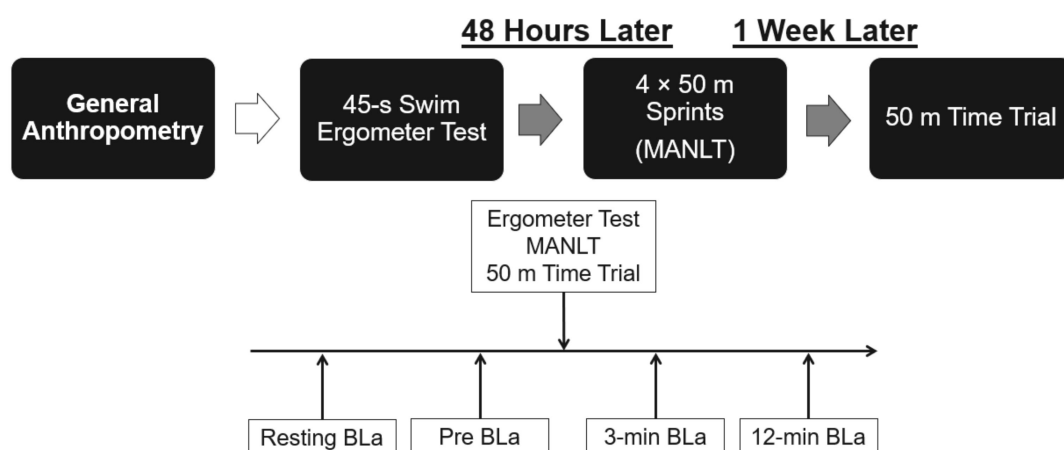 48 Hours Later
1 Week Later
General
Anthropometry
45-s Swim
Ergometer Test
4 × 50 m
Sprints
(MANLT)
50 m Time Trial
Ergometer Test
MANLT
50 m Time Trial
Resting BLa
Pre BLa
3-min BLa
12-min BLa